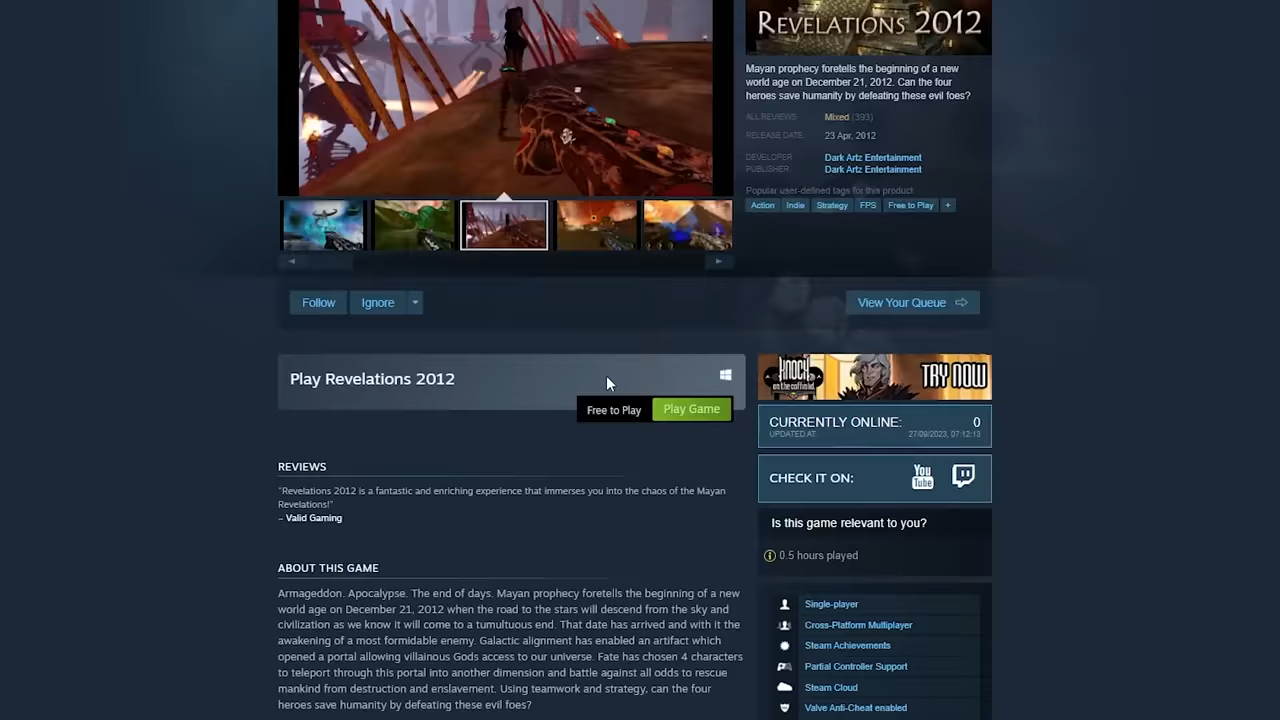 REVELATIONS 2012
Mayan prophecy foretells the beginning of a new
world age on December 21, 2012. Can the four
heroes save humanity by defeating these evil foes?
ALL REVIEWS: Mixed (393)
RELEASE DATE: 23 Apr, 2012
DEVELOPER: Dark Artz Entertainment
PUBLISHER: Dark Artz Entertainment
Popular user-defined tags for this product
Action Indie Strategy FPS Free to Play +
Follow Ignore View Your Queue
Play Revelations 2012
Free to Play Play Game
KNOCK on the coffin lid TRY NOW
CURRENTLY ONLINE: 0
UPDATED AT 27/09/2023, 07:12:13
CHECK IT ON: You Tube
REVIEWS
"Revelations 2012 is a fantastic and enriching experience that immerses you into the chaos of the Mayan
Revelations!"
– Valid Gaming
Is this game relevant to you?
0.5 hours played
ABOUT THIS GAME
Armageddon. Apocalypse. The end of days. Mayan prophecy foretells the beginning of a new
world age on December 21, 2012 when the road to the stars will descend from the sky and
civilization as we know it will come to a tumultuous end. That date has arrived and with it the
awakening of a most formidable enemy. Galactic alignment has enabled an artifact which
opened a portal allowing villainous Gods access to our universe. Fate has chosen 4 characters
to teleport through this portal into another dimension and battle against all odds to rescue
mankind from destruction and enslavement. Using teamwork and strategy, can the four
heroes save humanity by defeating these evil foes?
Single-player
Cross-Platform Multiplayer
Steam Achievements
Partial Controller Support
Steam Cloud
Valve Anti-Cheat enabled